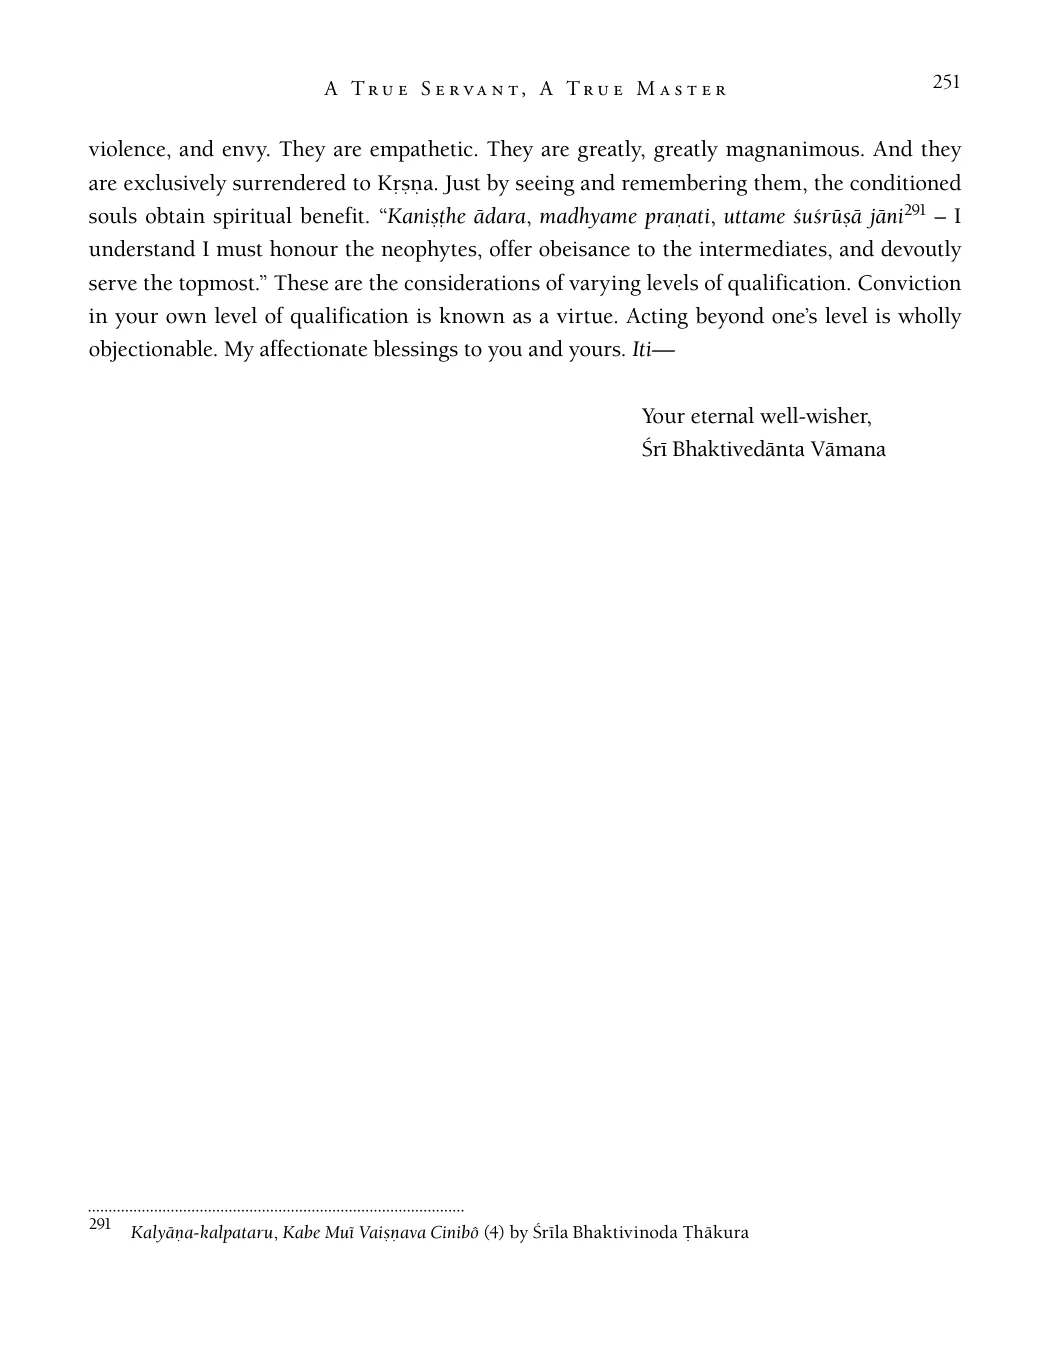 A True Servant, A True Master
251
violence, and envy. They are empathetic. They are greatly, greatly magnanimous. And they
are exclusively surrendered to Kṛṣṇa. Just by seeing and remembering them, the conditioned
souls obtain spiritual benefit. “Kaniṣṭhe ādara, madhyame praṇati, uttame śuśrūṣā jāni291 – I
understand I must honour the neophytes, offer obeisance to the intermediates, and devoutly
serve the topmost.” These are the considerations of varying levels of qualification. Conviction
in your own level of qualification is known as a virtue. Acting beyond one’s level is wholly
objectionable. My affectionate blessings to you and yours. Iti—
Your eternal well-wisher,
Śrī Bhaktivedānta Vāmana
291 Kalyāṇa-kalpataru, Kabe Muĩ Vaiṣṇava Cinibô (4) by Śrīla Bhaktivinoda Ṭhākura